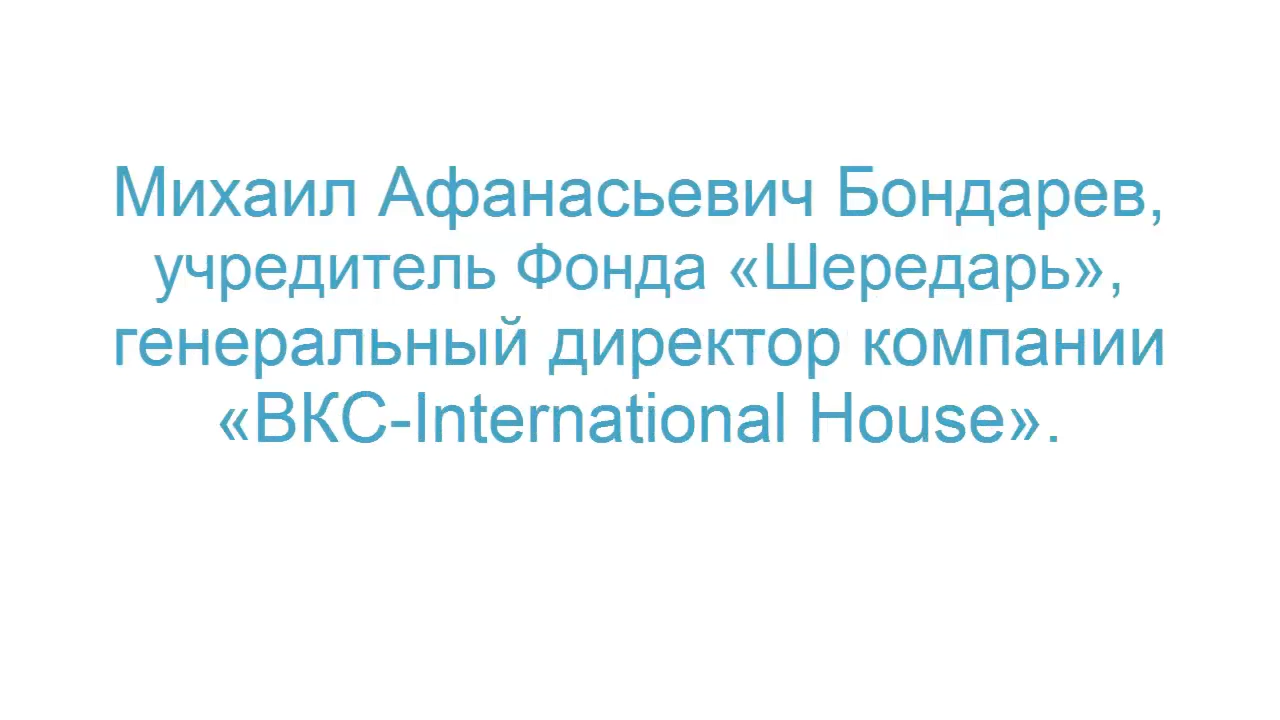 Михаил Афанасьевич Бондарев,
учредитель Фонда «Шередарь»,
генеральный директор компании
«ВКС-International House».